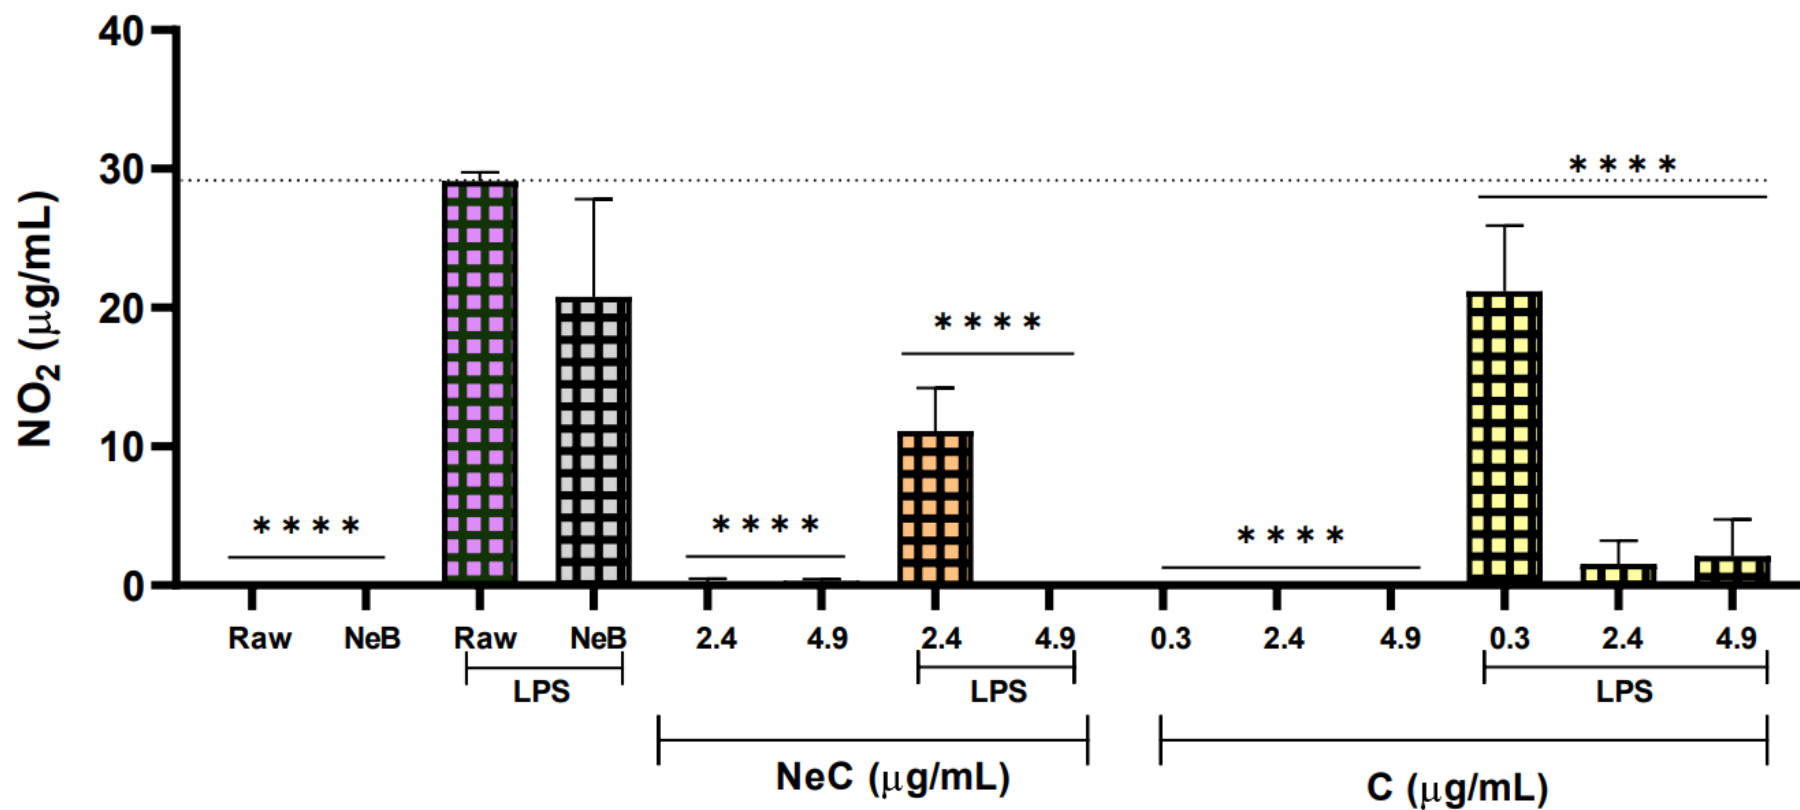 40
30
20
10
0
NO2 (μg/mL)
****
****
****
****
****
Raw NeB Raw NeB 2.4 4.9 2.4 4.9 0.3 2.4 4.9 0.3 2.4 4.9
LPS LPS LPS
NeC (μg/mL)
C (μg/mL)